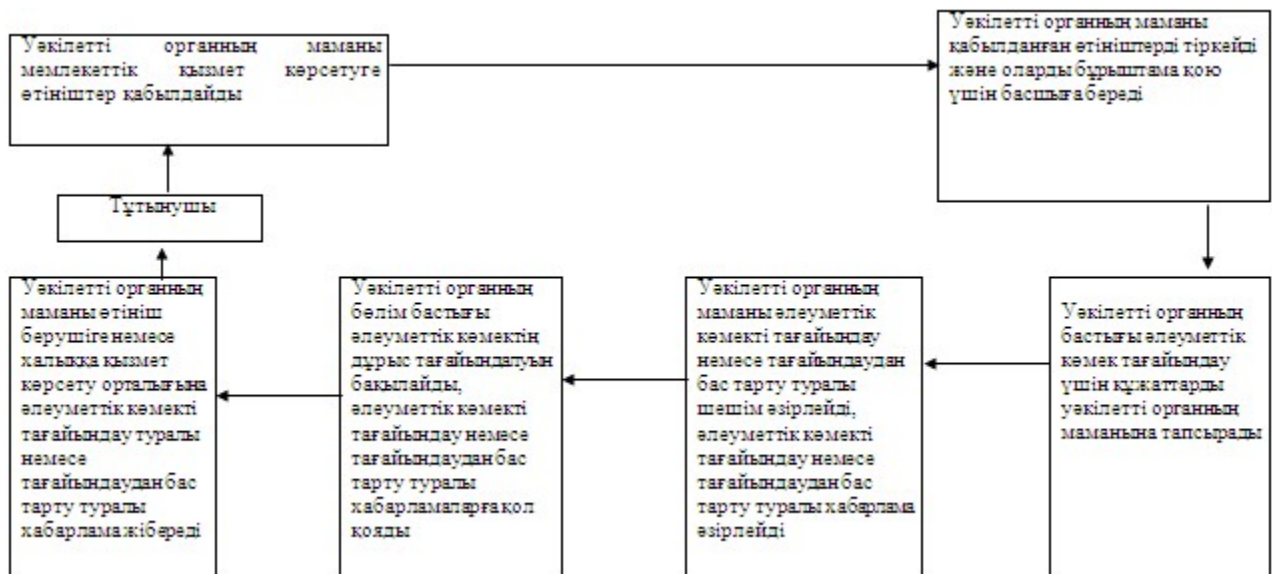 Уәкілетті органның маманы
мемлекеттік қызмет көрсетуге
өтініштер қабылдайды
Уәкілетті органның маманы
қабылданған өтініштерді тіркейді
және оларды бұрыштама қою
үшін басшыға береді
Тұтынушы
Уәкілетті органның
маманы өтініш
берушіге немесе
халыққа қызмет
көрсету орталығына
әлеуметтік көмекті
тағайындау туралы
немесе
тағайындаудан бас
тарту туралы
хабарлама жібереді
Уәкілетті органның
бөлім бастығы
әлеуметтік көмектің
дұрыс тағайындалуын
бақылайды,
әлеуметтік көмекті
тағайындау немесе
тағайындаудан бас
тарту туралы
хабарламаларға қол
қояды
Уәкілетті органның
маманы әлеуметтік
көмекті тағайындау
немесе тағайындаудан
бас тарту туралы
шешім әзірлейді,
әлеуметтік көмекті
тағайындау немесе
тағайындаудан бас
тарту туралы хабарлама
әзірлейді
Уәкілетті органның
бастығы әлеуметтік
көмек тағайындау
үшін құжаттарды
уәкілетті органның
маманына тапсырады